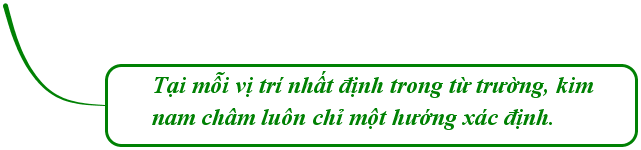 Tại mỗi vị trí nhất định trong từ trường, kim
nam châm luôn chỉ một hướng xác định.